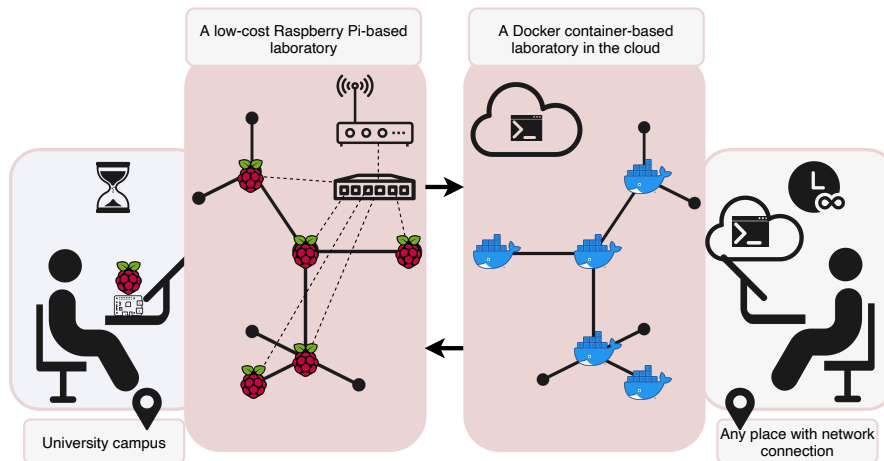 A low-cost Raspberry Pi-based
laboratory
A Docker container-based
laboratory in the cloud
University campus
Any place with network
connection